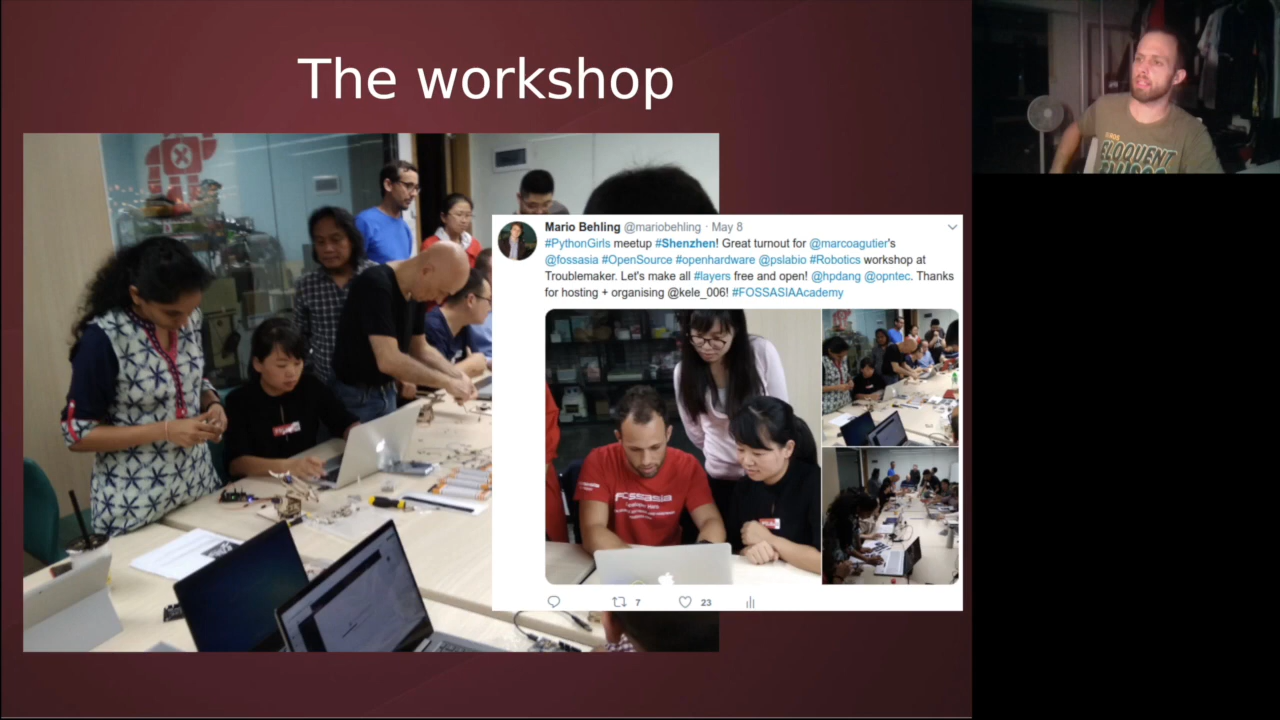 The workshop
Mario Behling @mariobehling · May 8
#PythonGirls meetup #Shenzhen! Great turnout for @marcoagutier's
@fossasia #OpenSource #openhardware @pslabio #Robotics workshop at
Troublemaker. Let's make all #layers free and open! @hpdang @opntec. Thanks
for hosting + organising @kele_006! #FOSSASIAAcademy
fossasia
7
23
ELOQUENT